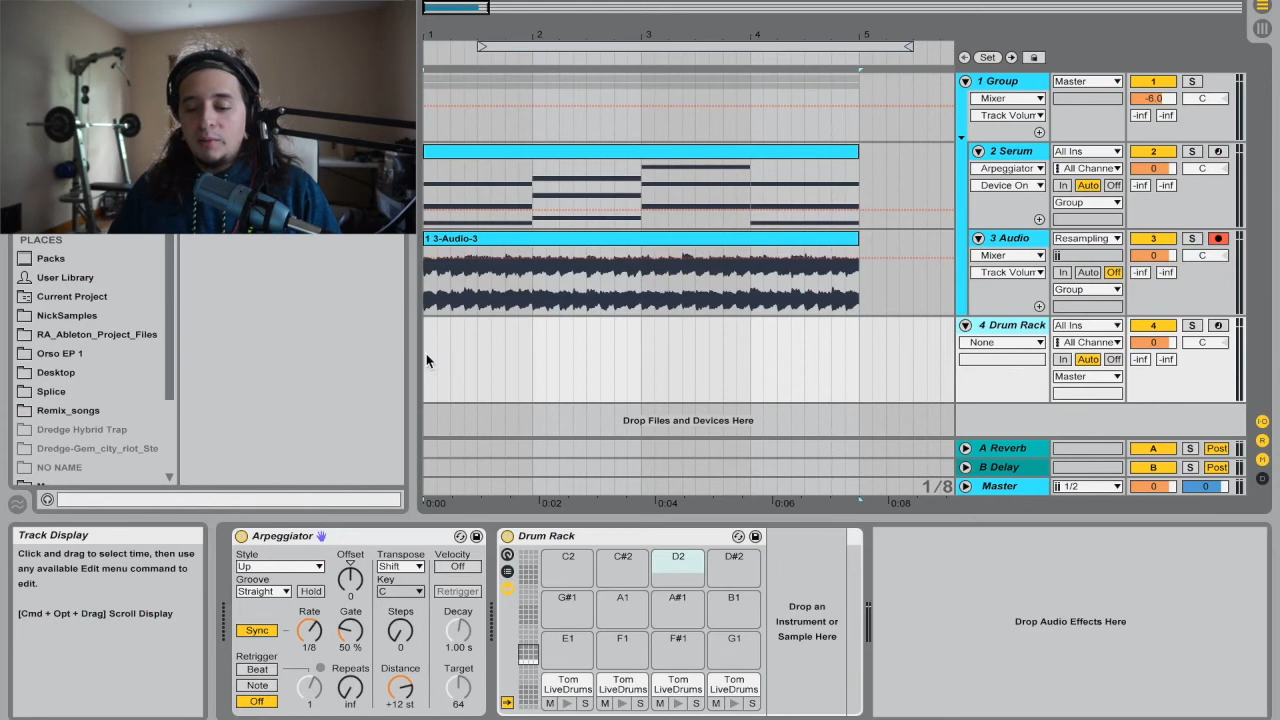 1
2
3
4
5
Set
1 Group
Master
1
S
Mixer
-6.0
C
Track Volum
-inf
-inf
2 Serum
All Ins
2
S
Arpeggiator
All Channe
0
C
Device On
In
Auto
Off
-inf
-inf
Group
1 3-Audio-3
3 Audio
Resampling
3
S
Mixer
0
C
Track Volum
In
Auto
Off
-inf
-inf
Group
4 Drum Rack
All Ins
4
S
None
All Channe
0
C
In
Auto
Off
-inf
-inf
Master
Drop Files and Devices Here
A Reverb
A
S
Post
B Delay
B
S
Post
1/8
Master
1/2
0
0
0:00
0:02
0:04
0:06
0:08
PLACES
Packs
User Library
Current Project
NickSamples
RA_Ableton_Project_Files
Orso EP 1
Desktop
Splice
Remix_songs
Dredge Hybrid Trap
Dredge-Gem_city_riot_Ste
NO NAME
Track Display
Click and drag to select time, then use
any available Edit menu command to
edit.
[Cmd + Opt + Drag] Scroll Display
Arpeggiator
Style
Up
Groove
Straight
Hold
Offset
0
Transpose
Shift
Key
C
Velocity
Off
Retrigger
Sync
Rate
1/8
Gate
50 %
Steps
0
Decay
1.00 s
Retrigger
Beat
Note
Off
1
Repeats
inf
Distance
+12 st
Target
64
Drum Rack
C2
C#2
D2
D#2
G#1
A1
A#1
B1
E1
F1
F#1
G1
Tom
LiveDrums
Tom
LiveDrums
Tom
LiveDrums
Tom
LiveDrums
M
S
M
S
M
S
M
S
Drop an
Instrument or
Sample Here
Drop Audio Effects Here